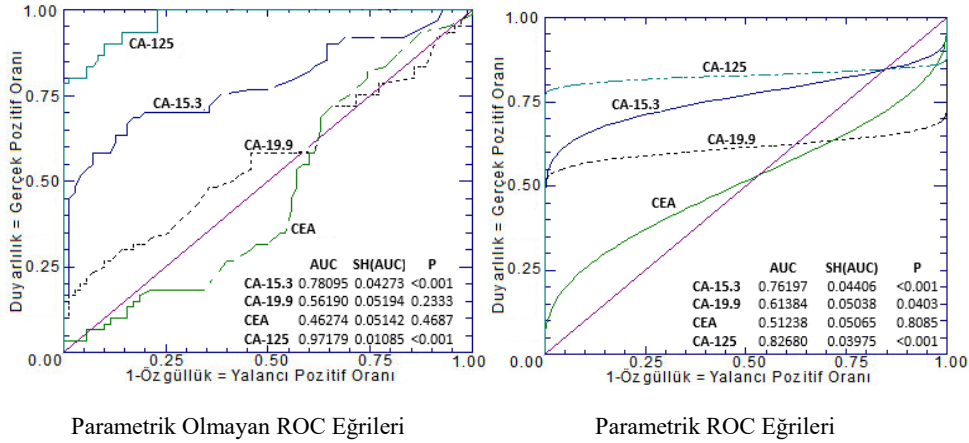 1.00
0.75
0.50
0.25
0.00
0.25
0.50
0.75
1.00
Duyarlılık = Gerçek Pozitif Oranı
1-Özgüllük = Yalancı Pozitif Oranı
CA-125
CA-15.3
CA-19.9
CEA
AUC SH(AUC) P
CA-15.3 0.78095 0.04273 <0.001
CA-19.9 0.56190 0.05194 0.2333
CEA 0.46274 0.05142 0.4687
CA-125 0.97179 0.01085 <0.001
Parametrik Olmayan ROC Eğrileri
1.00
0.75
0.50
0.25
0.00
0.25
0.50
0.75
1.00
Duyarlılık = Gerçek Pozitif Oranı
1-Özgüllük = Yalancı Pozitif Oranı
CA-125
CA-15.3
CA-19.9
CEA
AUC SH(AUC) P
CA-15.3 0.76197 0.04406 <0.001
CA-19.9 0.61384 0.05038 0.0403
CEA 0.51238 0.05065 0.8085
CA-125 0.82680 0.03975 <0.001
Parametrik ROC Eğrileri